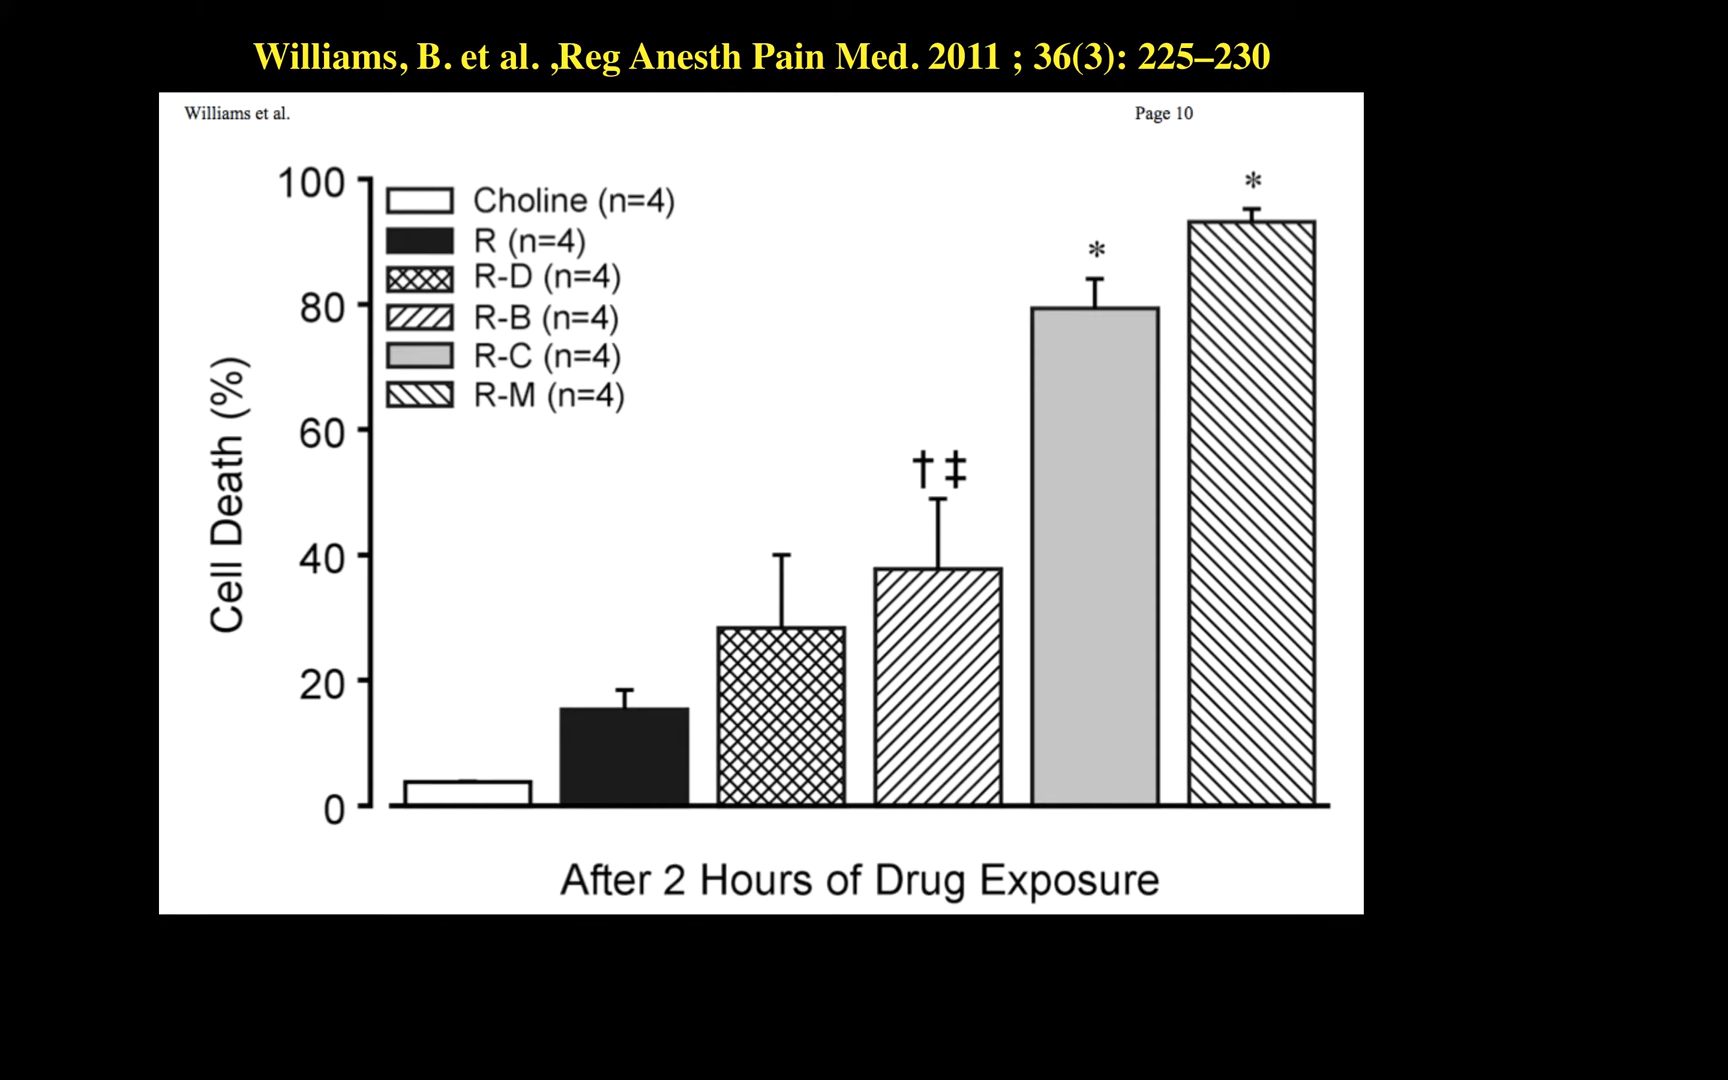 Williams, B. et al. ,Reg Anesth Pain Med. 2011 ; 36(3): 225–230
Williams et al.
Page 10
100
80
60
40
20
0
Cell Death (%)
Choline (n=4)
R (n=4)
R-D (n=4)
R-B (n=4)
R-C (n=4)
R-M (n=4)
†‡
*
*
After 2 Hours of Drug Exposure